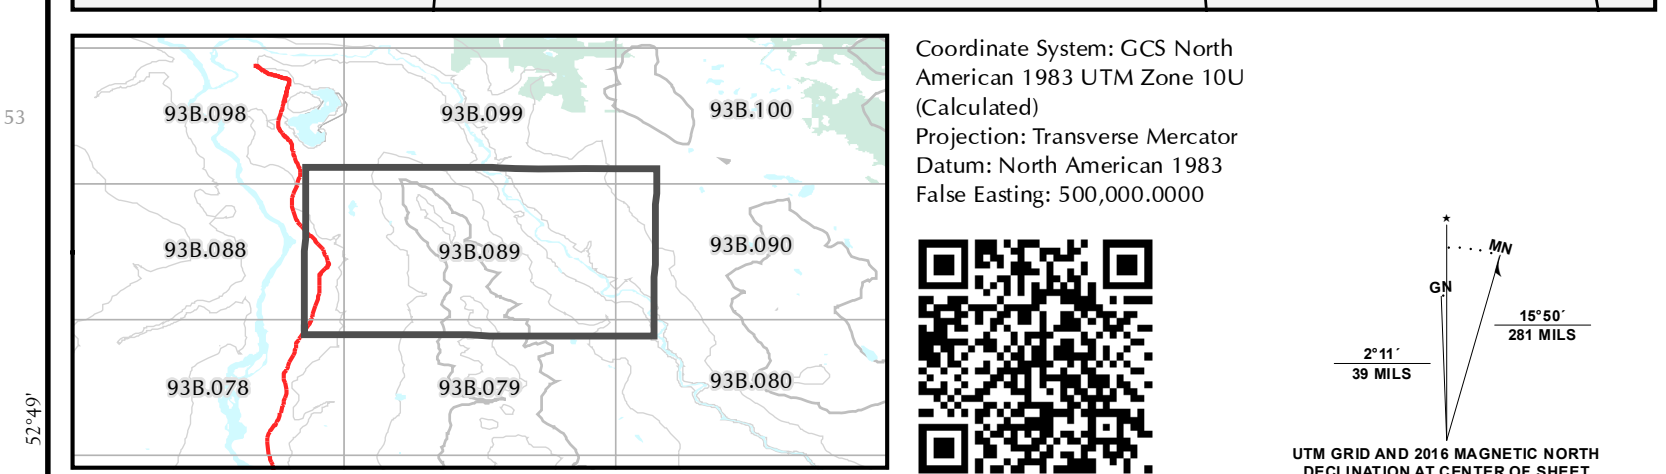 53
52°49'
93B.098
93B.099
93B.100
93B.088
93B.089
93B.090
93B.078
93B.079
93B.080
Coordinate System: GCS North
American 1983 UTM Zone 10U
(Calculated)
Projection: Transverse Mercator
Datum: North American 1983
False Easting: 500,000.0000
MN
GN
15°50´
281 MILS
2°11´
39 MILS
UTM GRID AND 2016 MAGNETIC NORTH
DECLINATION AT CENTER OF SHEET